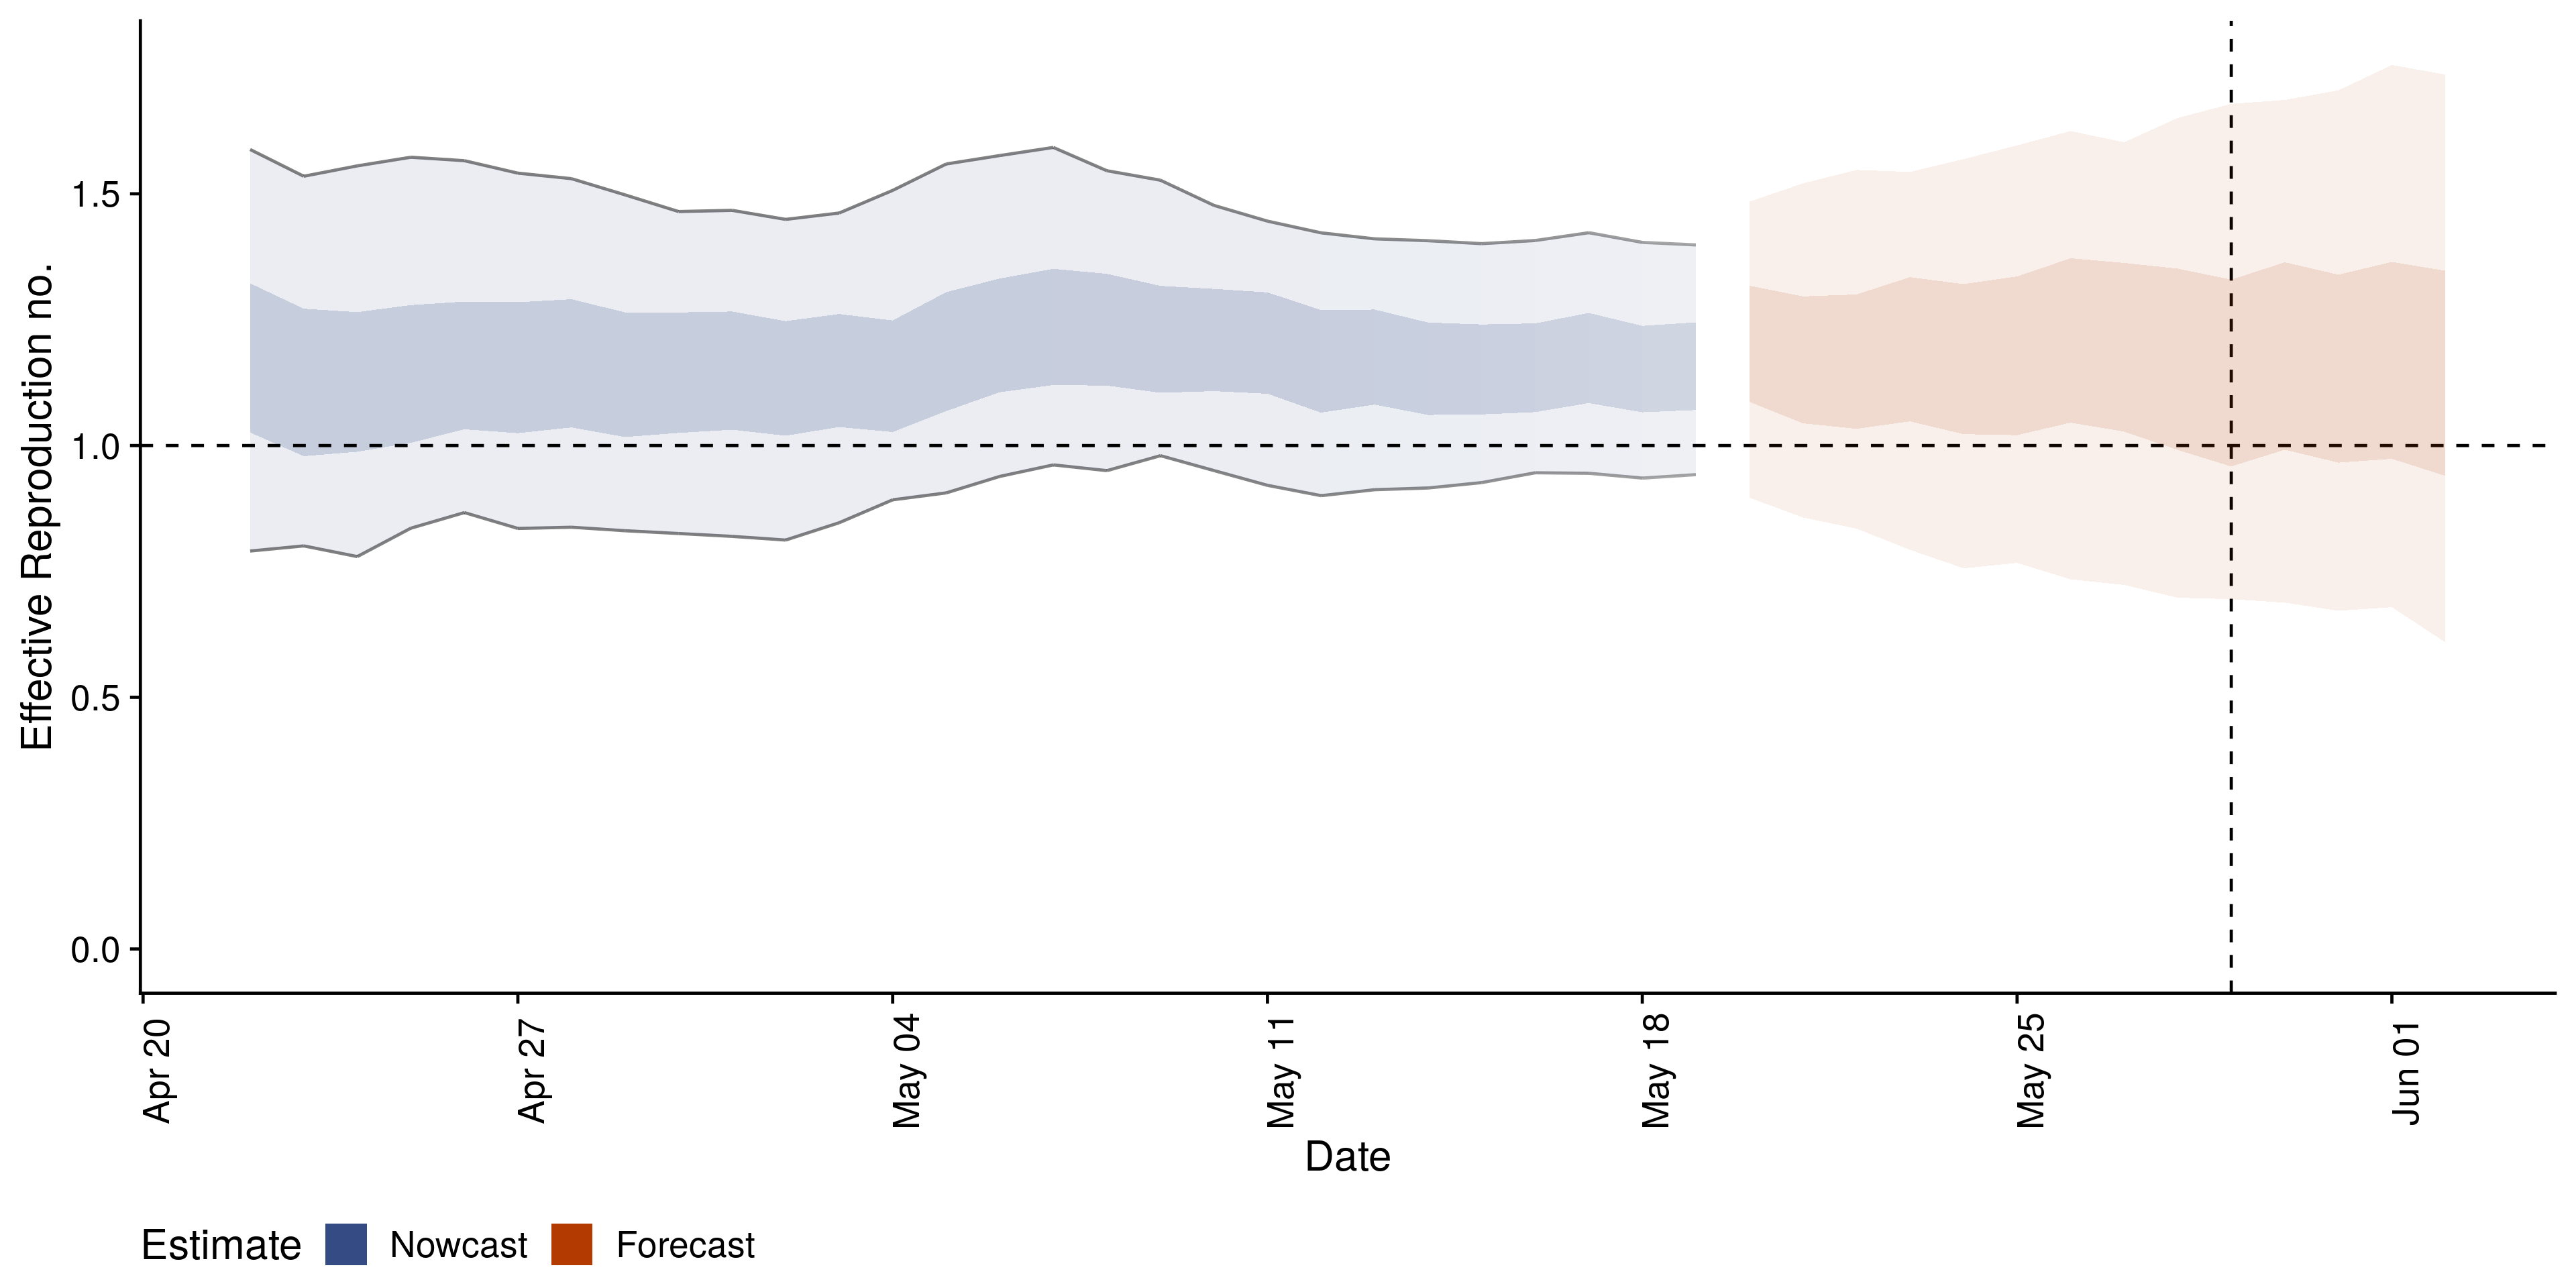 Effective Reproduction no.
1.5
1.0
0.5
0.0
Apr 20
Apr 27
May 04
May 11
May 18
May 25
Jun 01
Date
Estimate Nowcast Forecast